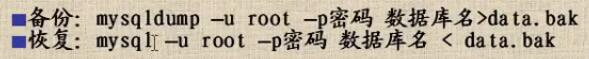 ■备份: mysqldump –u root –p密码 数据库名>data.bak
■恢复: mysql –u root –p密码 数据库名 < data.bak